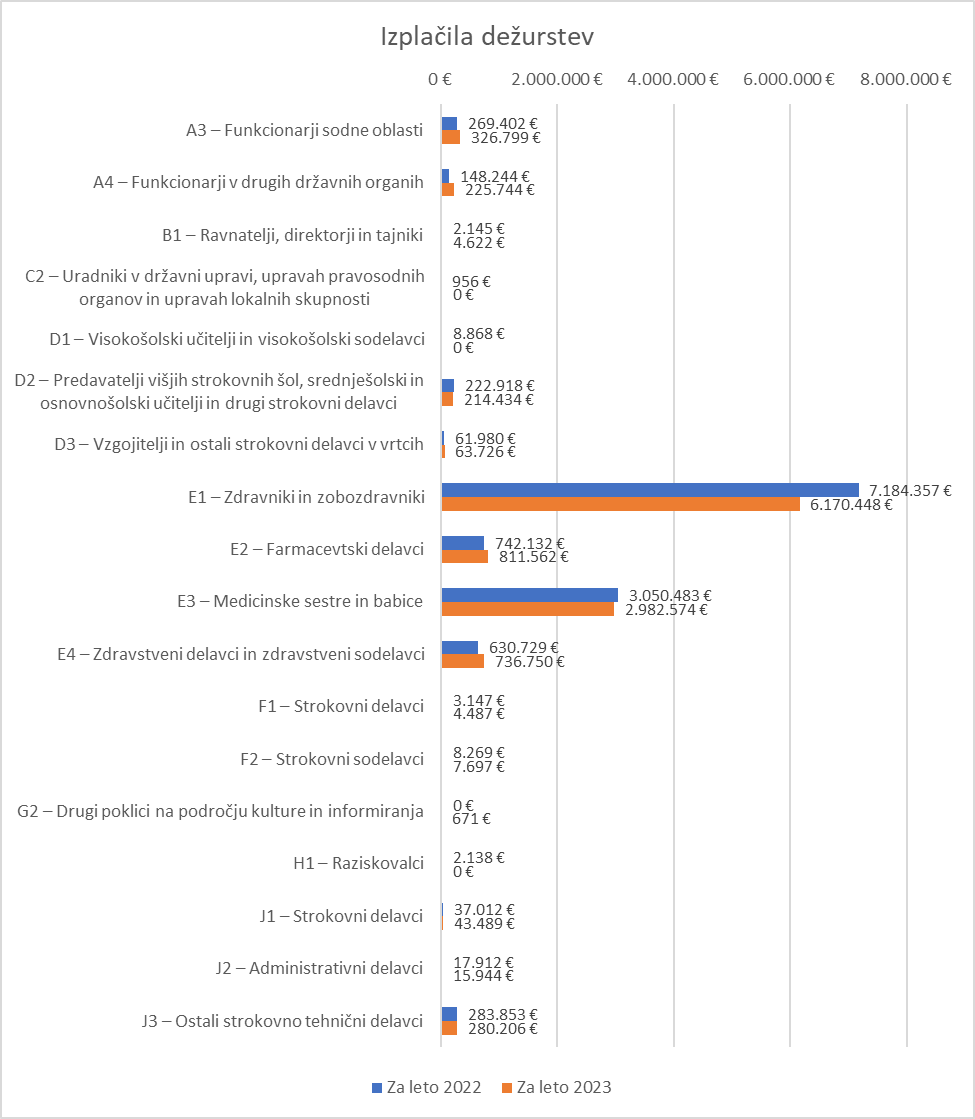 Izplačila dežurstev
0 €
2.000.000 €
4.000.000 €
6.000.000 €
8.000.000 €
A3 – Funkcionarji sodne oblasti
269.402 €
326.799 €
A4 – Funkcionarji v drugih državnih organih
148.244 €
225.744 €
B1 – Ravnatelji, direktorji in tajniki
2.145 €
4.622 €
C2 – Uradniki v državni upravi, upravah pravosodnih
organov in upravah lokalnih skupnosti
956 €
0 €
D1 – Visokošolski učitelji in visokošolski sodelavci
8.868 €
0 €
D2 – Predavatelji višjih strokovnih šol, srednješolski in
osnovnošolski učitelji in drugi strokovni delavci
222.918 €
214.434 €
D3 – Vzgojitelji in ostali strokovni delavci v vrtcih
61.980 €
63.726 €
E1 – Zdravniki in zobozdravniki
7.184.357 €
6.170.448 €
E2 – Farmacevtski delavci
742.132 €
811.562 €
E3 – Medicinske sestre in babice
3.050.483 €
2.982.574 €
E4 – Zdravstveni delavci in zdravstveni sodelavci
630.729 €
736.750 €
F1 – Strokovni delavci
3.147 €
4.487 €
F2 – Strokovni sodelavci
8.269 €
7.697 €
G2 – Drugi poklici na področju kulture in informiranja
0 €
671 €
H1 – Raziskovalci
2.138 €
0 €
J1 – Strokovni delavci
37.012 €
43.489 €
J2 – Administrativni delavci
17.912 €
15.944 €
J3 – Ostali strokovno tehnični delavci
283.853 €
280.206 €
Za leto 2022
Za leto 2023